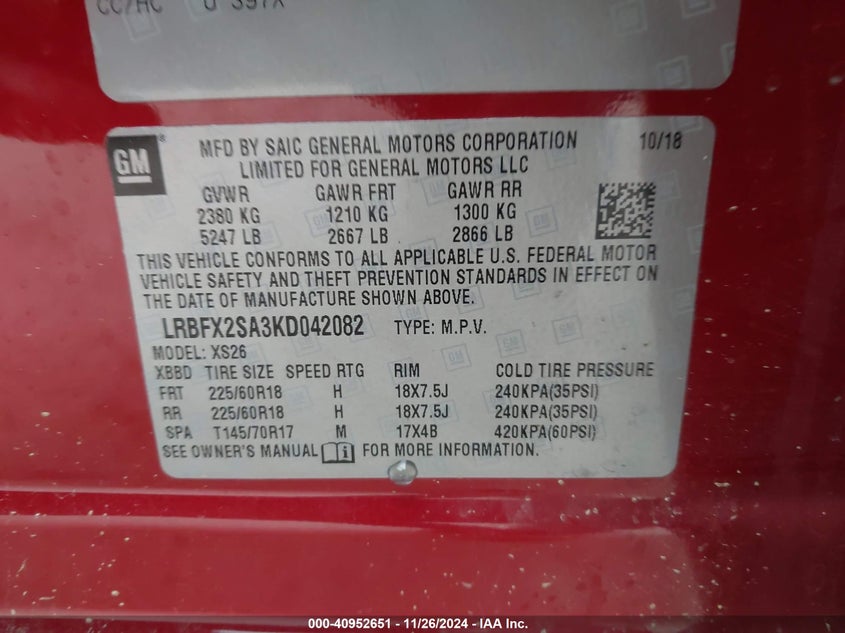 CC/HC U 397X
GM
MFD BY SAIC GENERAL MOTORS CORPORATION 10/18
LIMITED FOR GENERAL MOTORS LLC
GVWR GAWR FRT GAWR RR
2380 KG 1210 KG 1300 KG
5247 LB 2667 LB 2866 LB
THIS VEHICLE CONFORMS TO ALL APPLICABLE U.S. FEDERAL MOTOR
VEHICLE SAFETY AND THEFT PREVENTION STANDARDS IN EFFECT ON
THE DATE OF MANUFACTURE SHOWN ABOVE.
LRBFX2SA3KD042082 TYPE: M.P.V.
MODEL: XS26
XBBD TIRE SIZE SPEED RTG RIM COLD TIRE PRESSURE
FRT 225/60R18 H 18X7.5J 240KPA(35PSI)
RR 225/60R18 H 18X7.5J 240KPA(35PSI)
SPA T145/70R17 M 17X4B 420KPA(60PSI)
SEE OWNER'S MANUAL i FOR MORE INFORMATION.
000-40952651 - 11/26/2024 - IAA Inc.